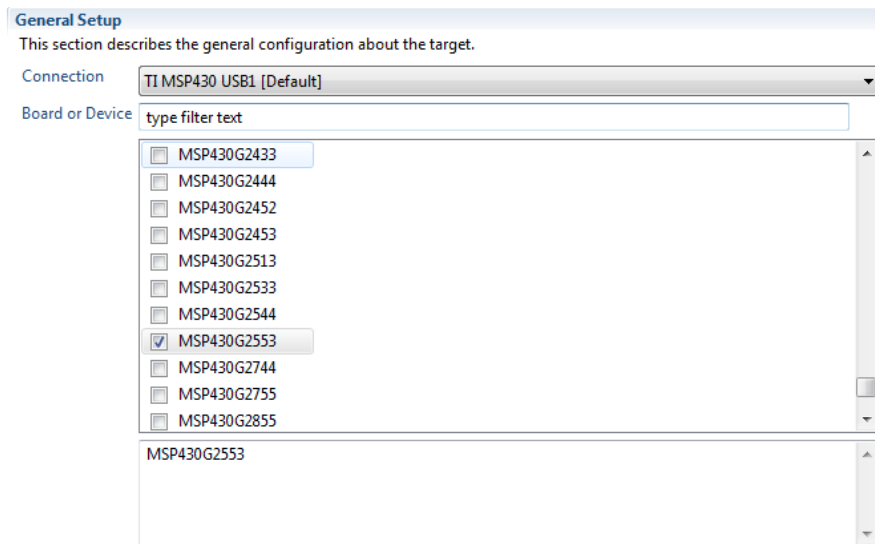 General Setup
This section describes the general configuration about the target.
Connection TI MSP430 USB1 [Default]
Board or Device type filter text
MSP430G2433
MSP430G2444
MSP430G2452
MSP430G2453
MSP430G2513
MSP430G2533
MSP430G2544
MSP430G2553
MSP430G2744
MSP430G2755
MSP430G2855
MSP430G2553